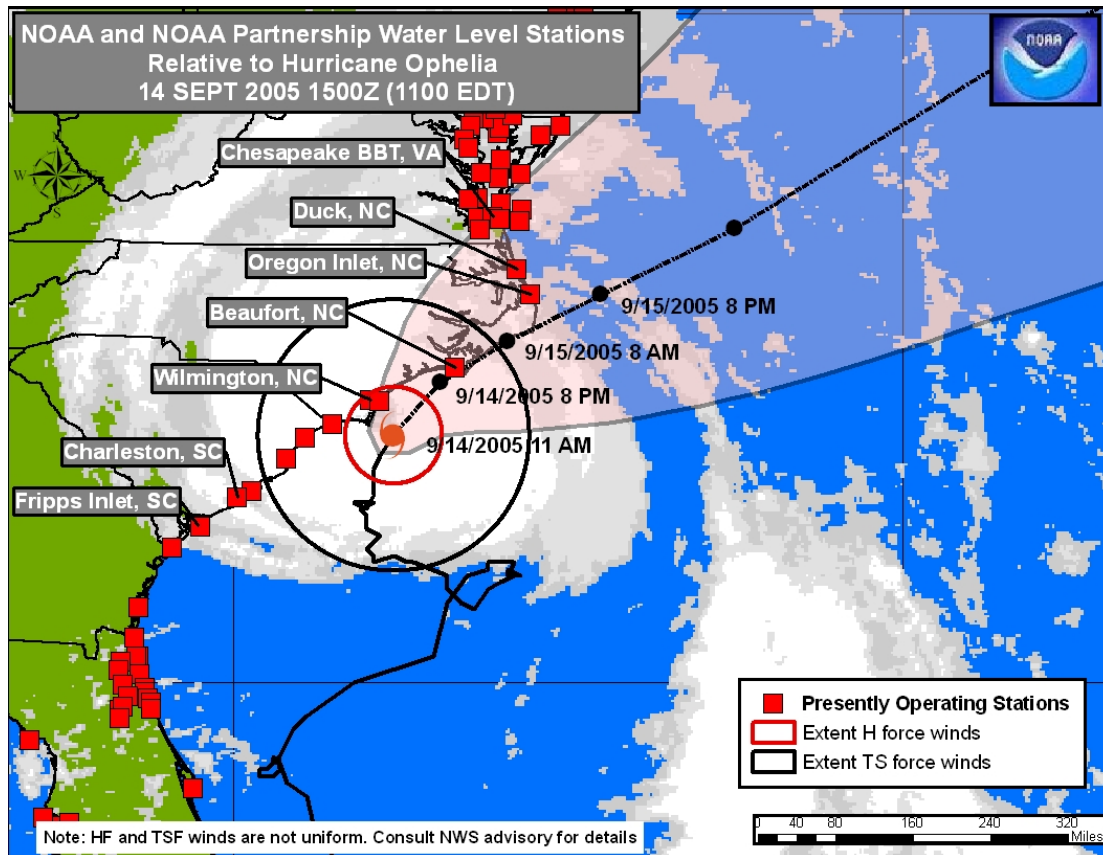 NOAA and NOAA Partnership Water Level Stations
Relative to Hurricane Ophelia
14 SEPT 2005 1500Z (1100 EDT)
NOAA
Chesapeake BBT, VA
W
S
Duck, NC
Oregon Inlet, NC
9/15/2005 8 PM
Beaufort, NC
9/15/2005 8 AM
Wilmington, NC
9/14/2005 8 PM
9/14/2005 11 AM
Charleston, SC
Fripps Inlet, SC
Presently Operating Stations
Extent H force winds
Extent TS force winds
Note: HF and TSF winds are not uniform. Consult NWS advisory for details
0 40 80 160 240 320
Miles